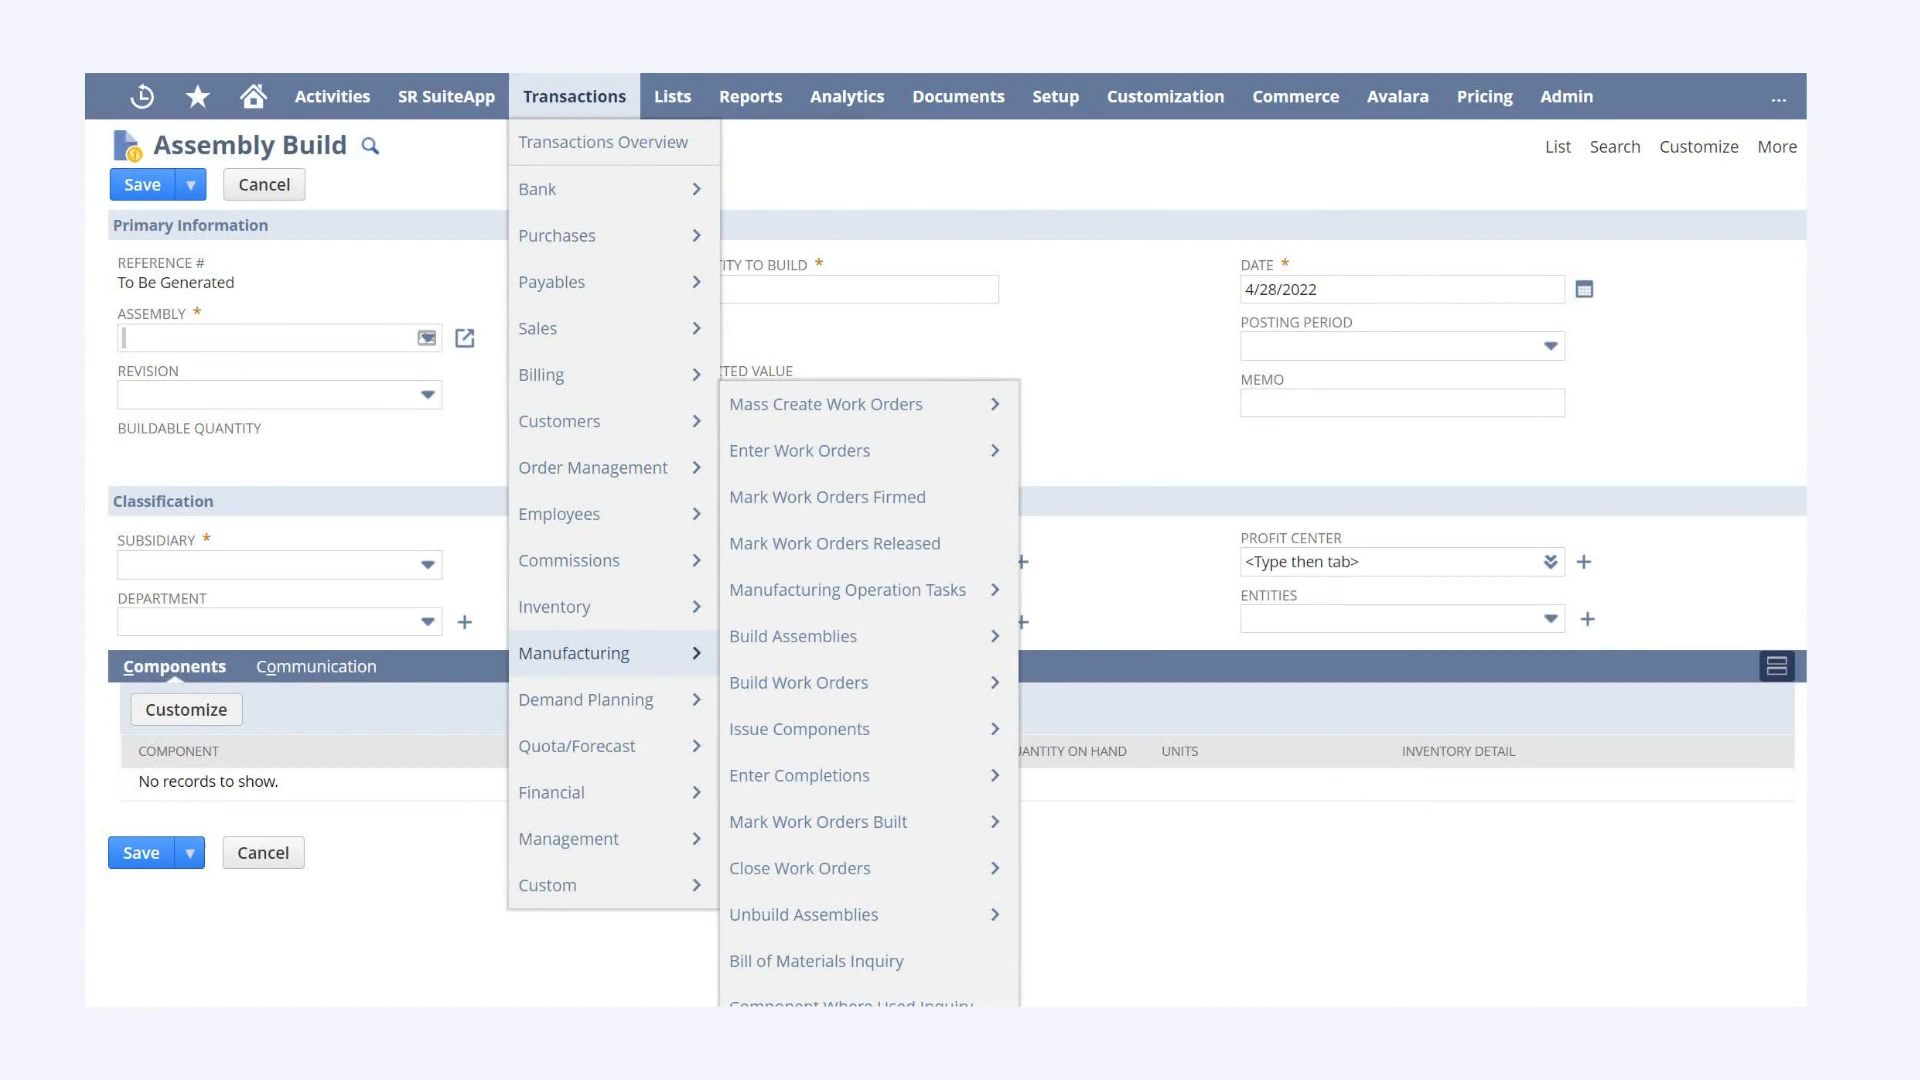 Activities SR SuiteApp Transactions Lists Reports Analytics Documents Setup Customization Commerce Avalara Pricing Admin ...
Assembly Build
List Search Customize More
Save Cancel
Primary Information
REFERENCE #
To Be Generated
ASSEMBLY *
REVISION
BUILDABLE QUANTITY
ITY TO BUILD *
TED VALUE
DATE *
4/28/2022
POSTING PERIOD
MEMO
Classification
SUBSIDIARY *
DEPARTMENT
PROFIT CENTER
<Type then tab>
ENTITIES
Components Communication
Customize
COMPONENT
ANTITY ON HAND UNITS INVENTORY DETAIL
No records to show.
Save Cancel
Transactions Overview
Bank
Purchases
Payables
Sales
Billing
Customers
Order Management
Employees
Commissions
Inventory
Manufacturing
Demand Planning
Quota/Forecast
Financial
Management
Custom
Mass Create Work Orders
Enter Work Orders
Mark Work Orders Firmed
Mark Work Orders Released
Manufacturing Operation Tasks
Build Assemblies
Build Work Orders
Issue Components
Enter Completions
Mark Work Orders Built
Close Work Orders
Unbuild Assemblies
Bill of Materials Inquiry
Component Where Used Inquiry